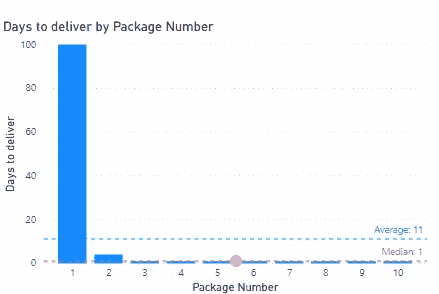 Days to deliver by Package Number
100
80
60
40
20
0
Days to deliver
Average: 11
Median: 1
1 2 3 4 5 6 7 8 9 10
Package Number